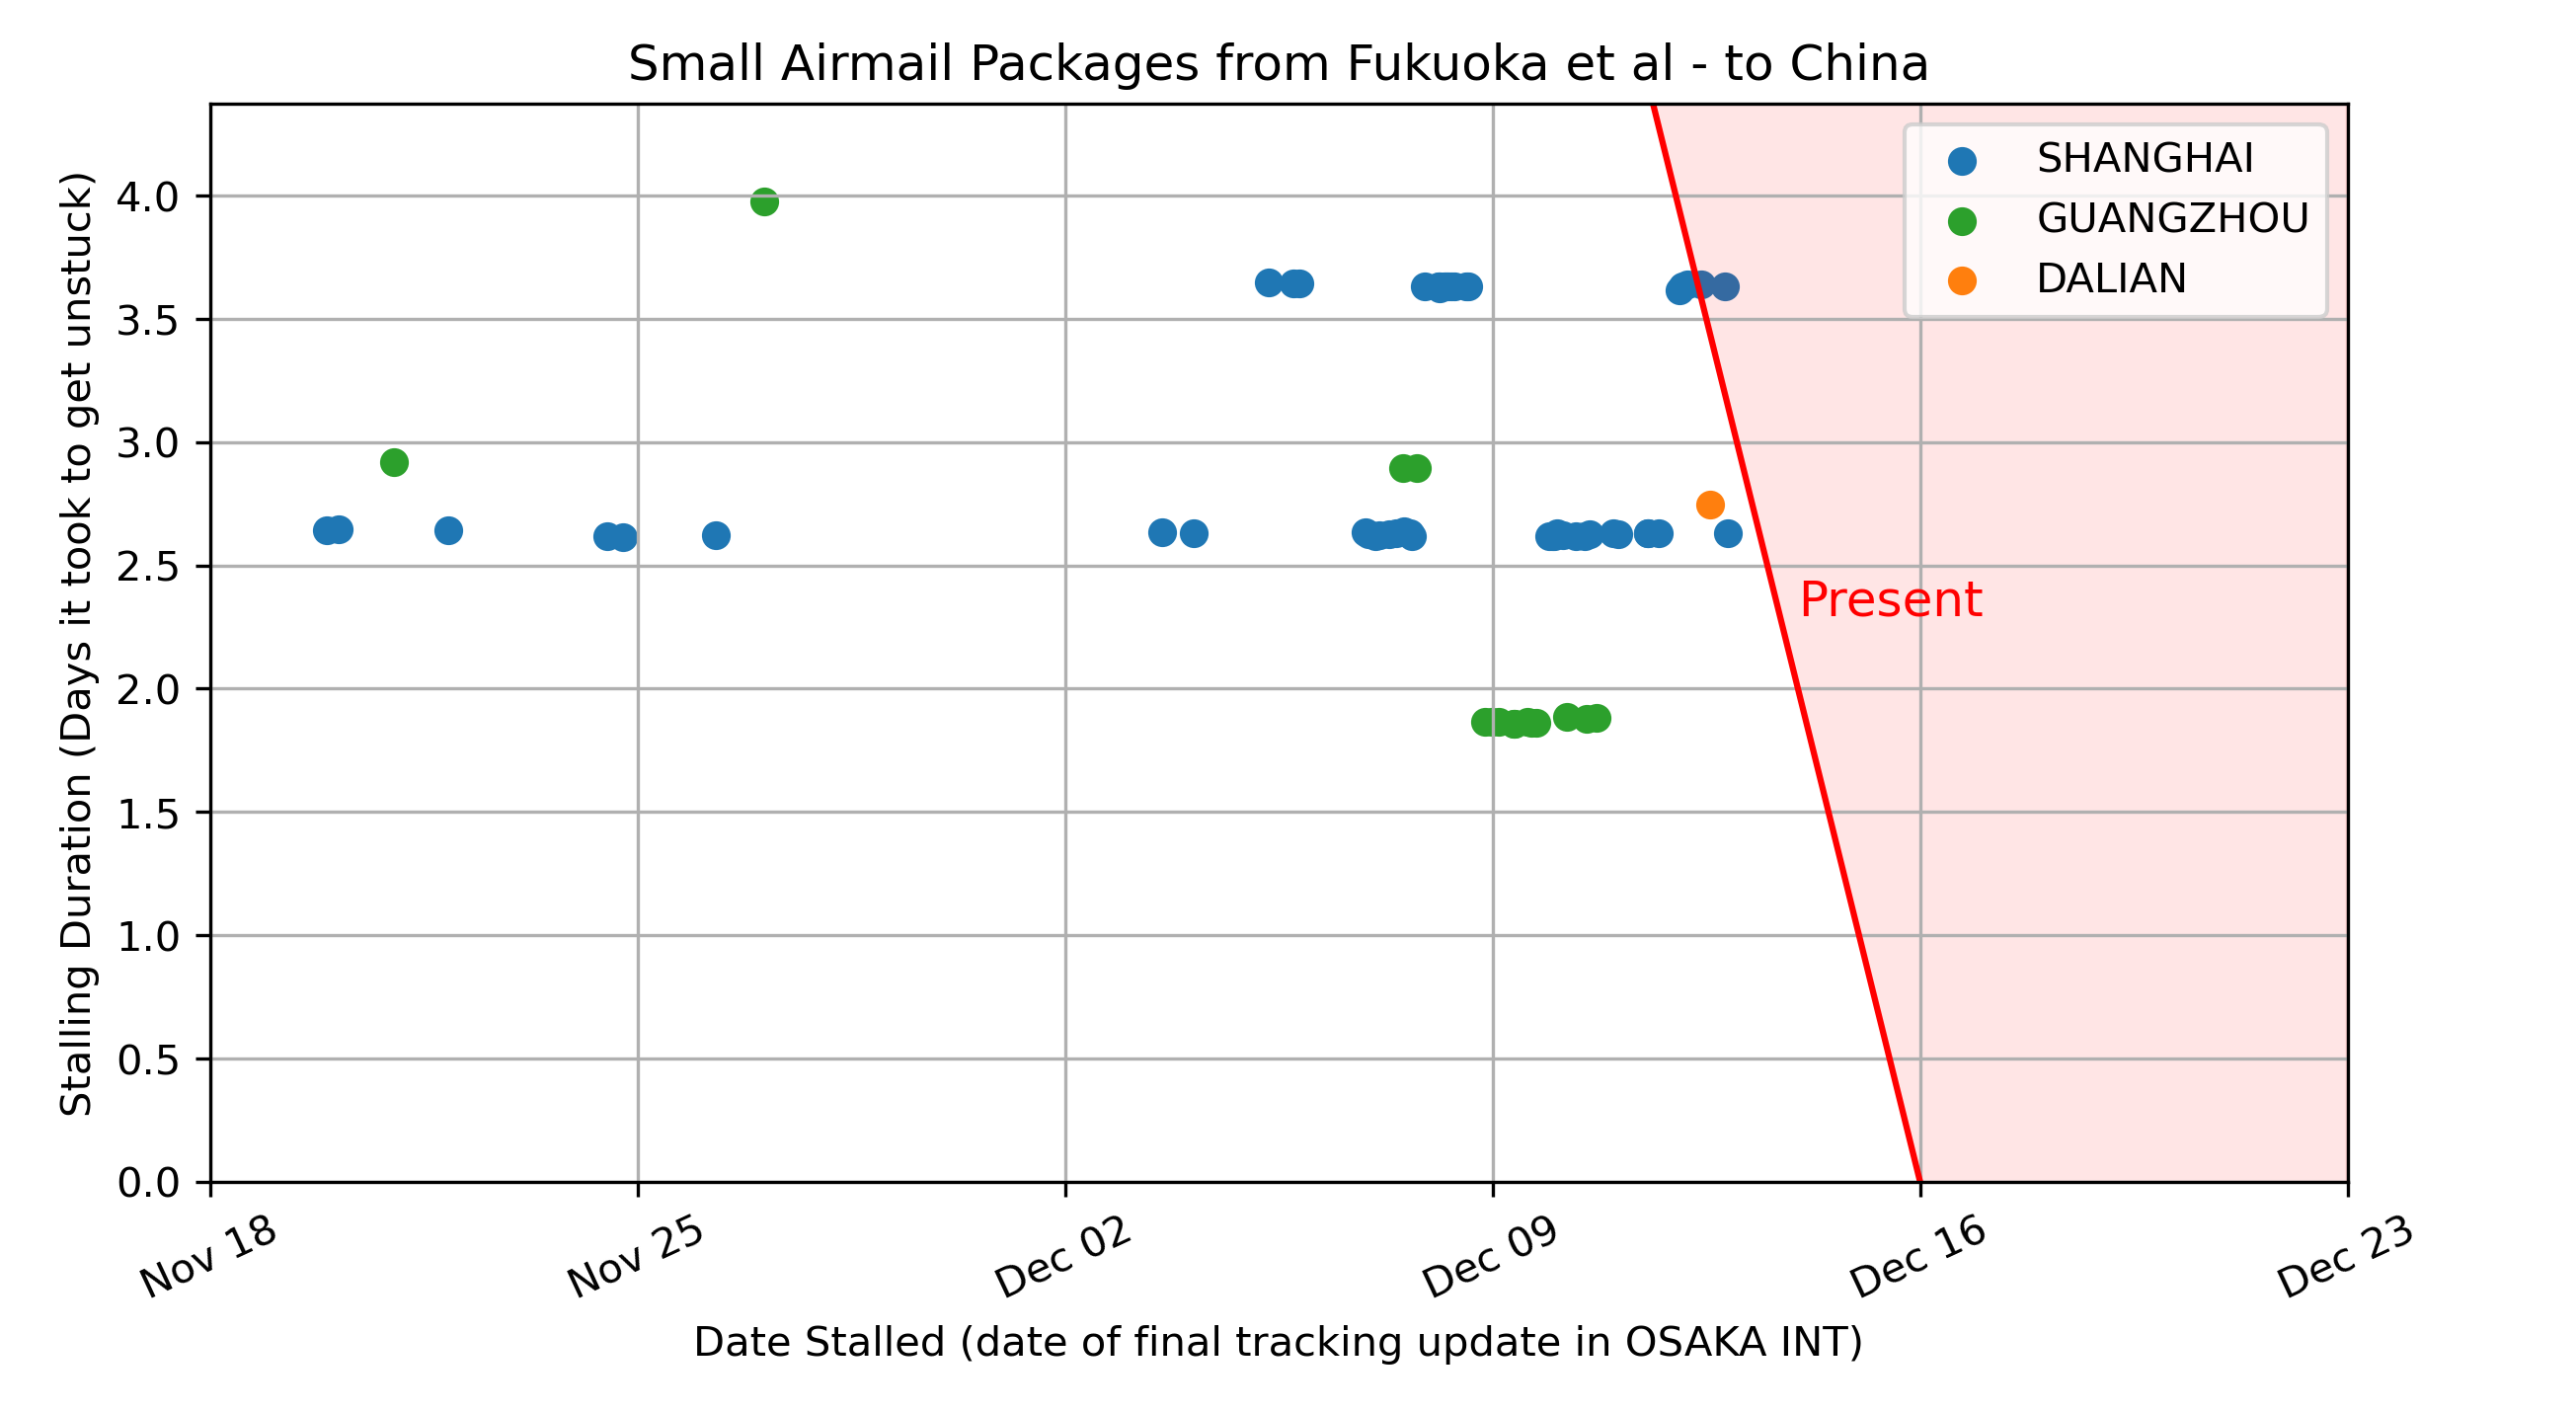 Small Airmail Packages from Fukuoka et al - to China
SHANGHAI
GUANGZHOU
DALIAN
Present
Stalling Duration (Days it took to get unstuck)
4.0
3.5
3.0
2.5
2.0
1.5
1.0
0.5
0.0
Nov 18
Nov 25
Dec 02
Dec 09
Dec 16
Dec 23
Date Stalled (date of final tracking update in OSAKA INT)